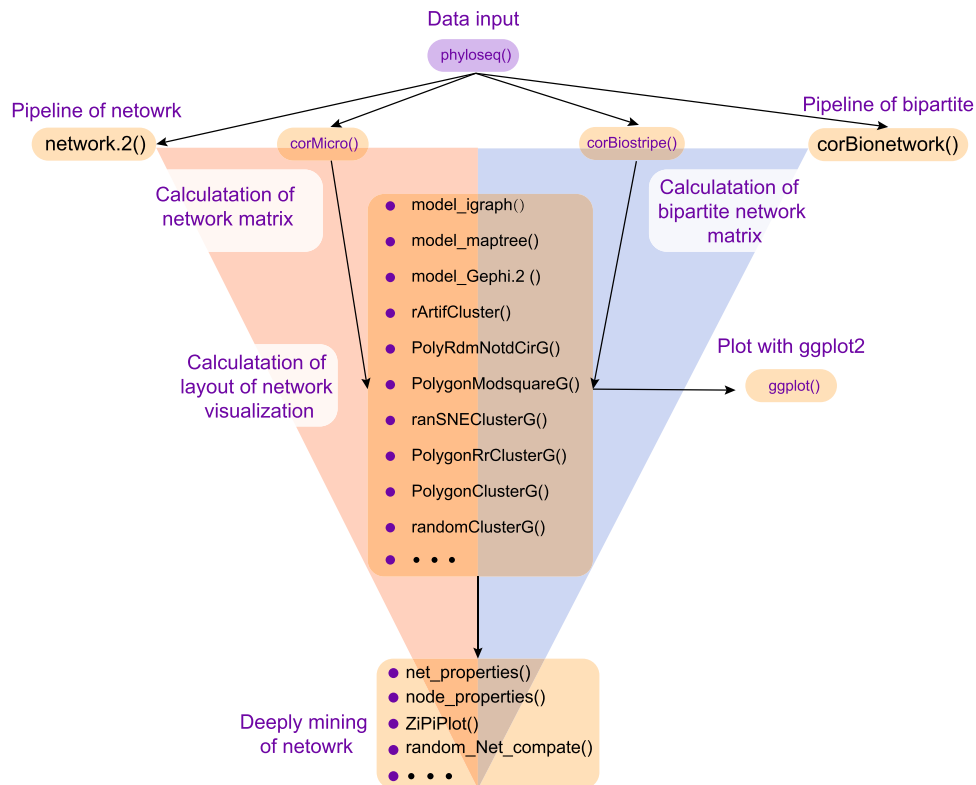 Data input
phyloseq()
Pipeline of netowrk
network.2()
corMicro()
corBiostripe()
Pipeline of bipartite
corBionetwork()
Calculatation of
network matrix
Calculatation of
bipartite network
matrix
model_igraph()
model_maptree()
model_Gephi.2 ()
rArtifCluster()
PolyRdmNotdCirG()
PolygonModsquareG()
ranSNEClusterG()
PolygonRrClusterG()
PolygonClusterG()
randomClusterG()
• • •
Calculatation of
layout of network
visualization
Plot with ggplot2
ggplot()
Deeply mining
of netowrk
net_properties()
node_properties()
ZiPiPlot()
random_Net_compate()
• • •